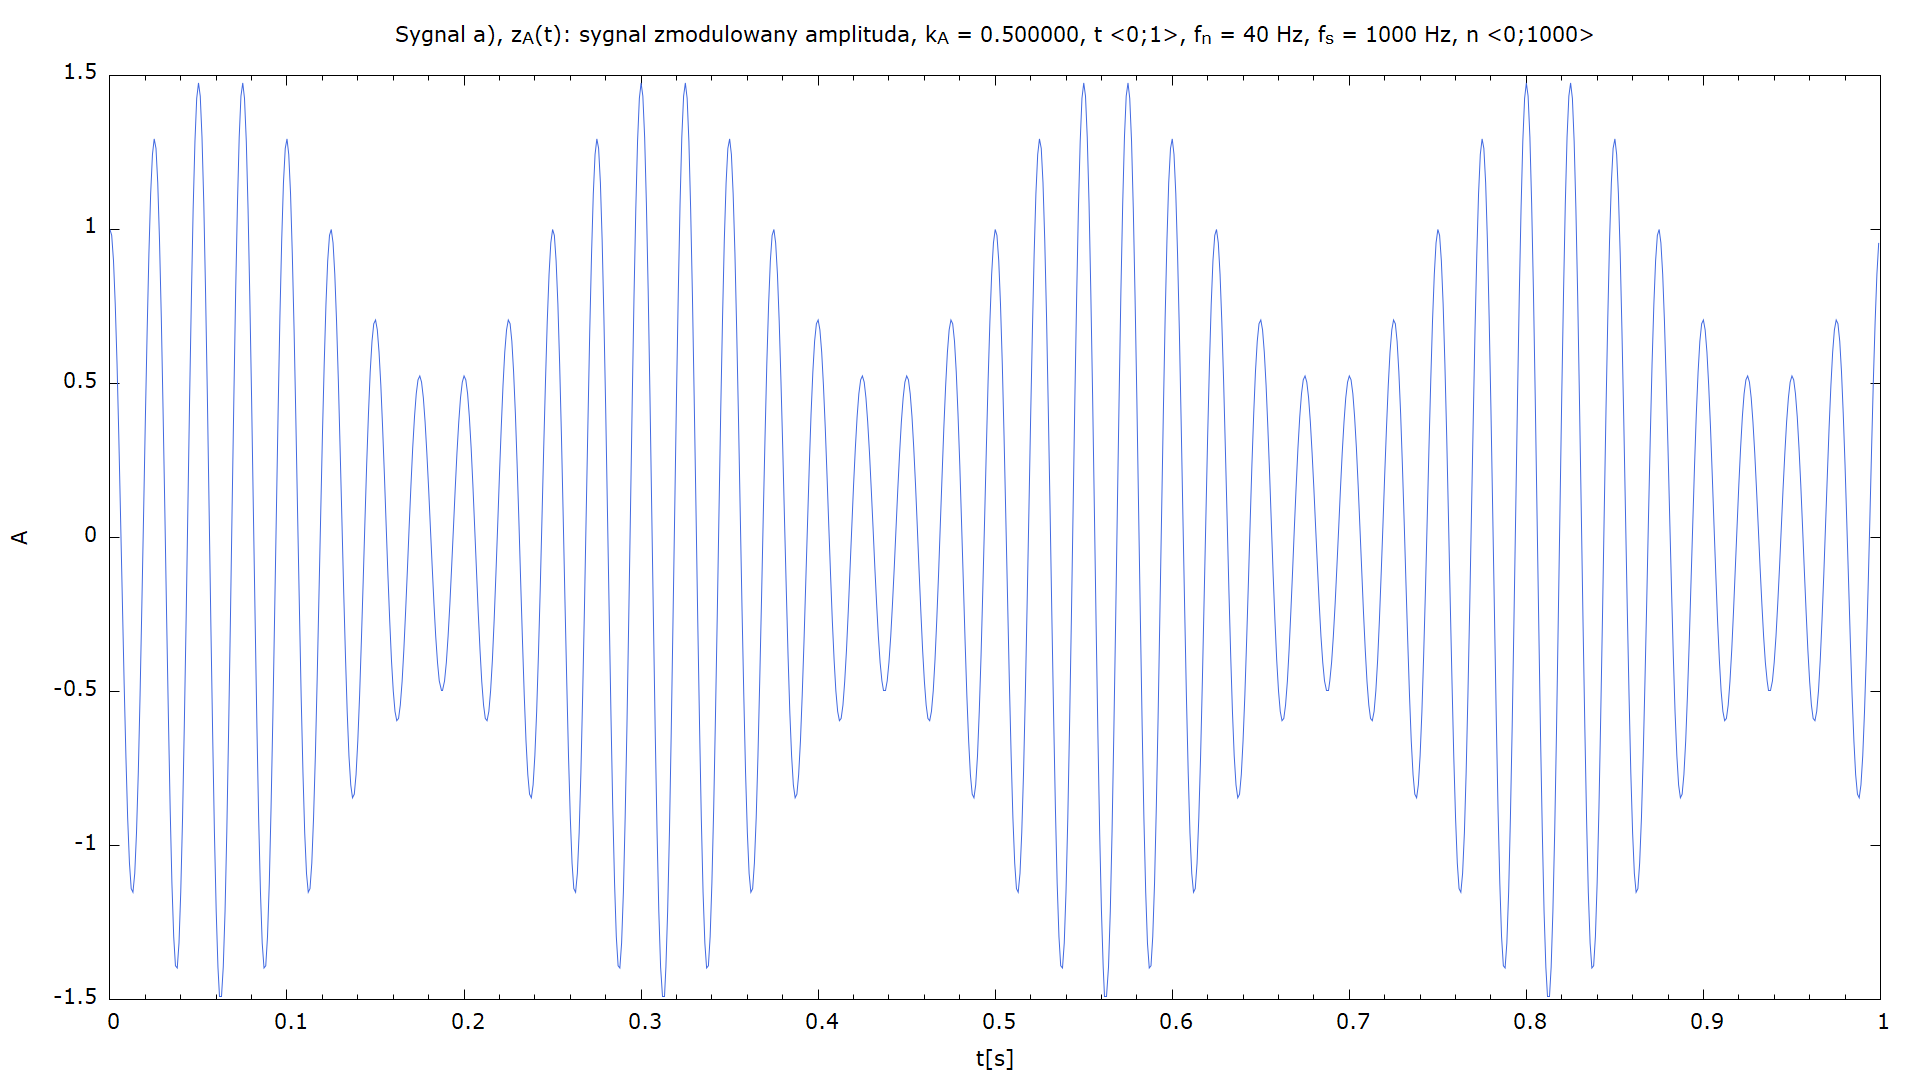 Sygnal a), zA(t): sygnal zmodulowany amplituda, kA = 0.500000, t <0;1>, fn = 40 Hz, fs = 1000 Hz, n <0;1000>
1.5
1
0.5
0
-0.5
-1
-1.5
A
0 0.1 0.2 0.3 0.4 0.5 0.6 0.7 0.8 0.9 1
t[s]